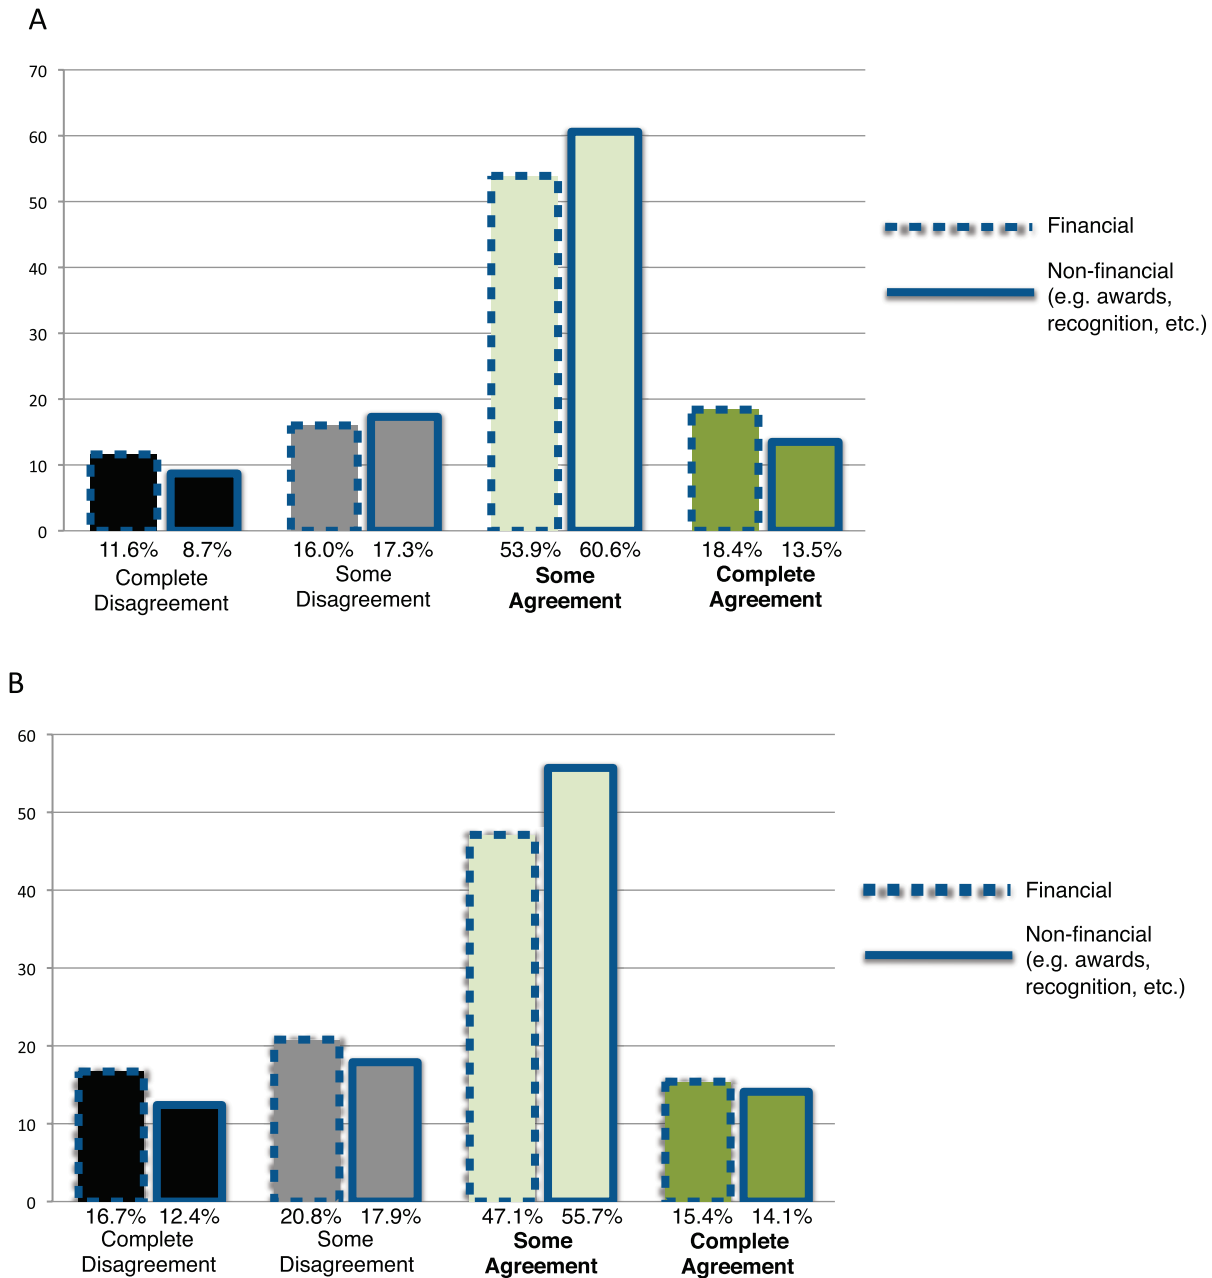 A
70
60
50
40
30
20
10
0
Financial
Non-financial
(e.g. awards,
recognition, etc.)
11.6% 8.7% 16.0% 17.3% 53.9% 60.6% 18.4% 13.5%
Complete
Disagreement
Some
Disagreement
Some
Agreement
Complete
Agreement
B
60
50
40
30
20
10
0
Financial
Non-financial
(e.g. awards,
recognition, etc.)
16.7% 12.4% 20.8% 17.9% 47.1% 55.7% 15.4% 14.1%
Complete
Disagreement
Some
Disagreement
Some
Agreement
Complete
Agreement